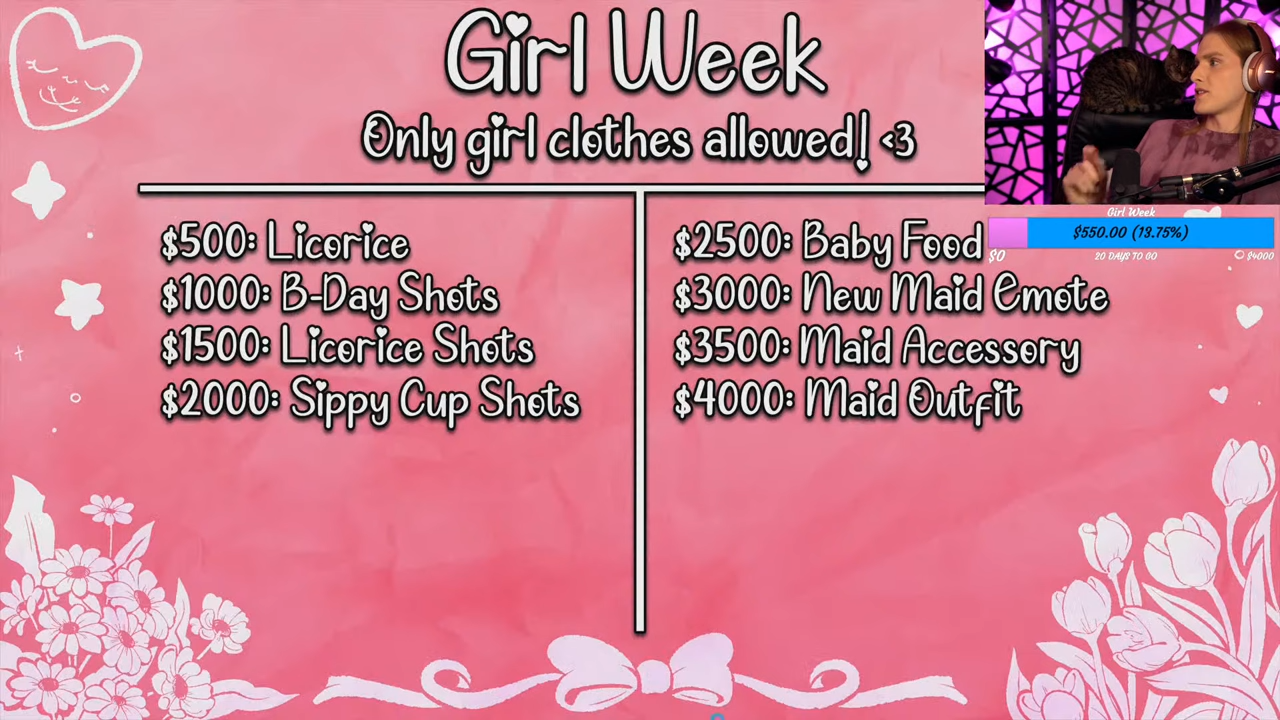 Girl Week
Only girl clothes allowed! <3
$500: Licorice
$1000: B-Day Shots
$1500: Licorice Shots
$2000: Sippy Cup Shots
$2500: Baby Food
$3000: New Maid Emote
$3500: Maid Accessory
$4000: Maid Outfit
Girl Week
$550.00 (13.75%)
$0
20 DAYS TO GO
$4000